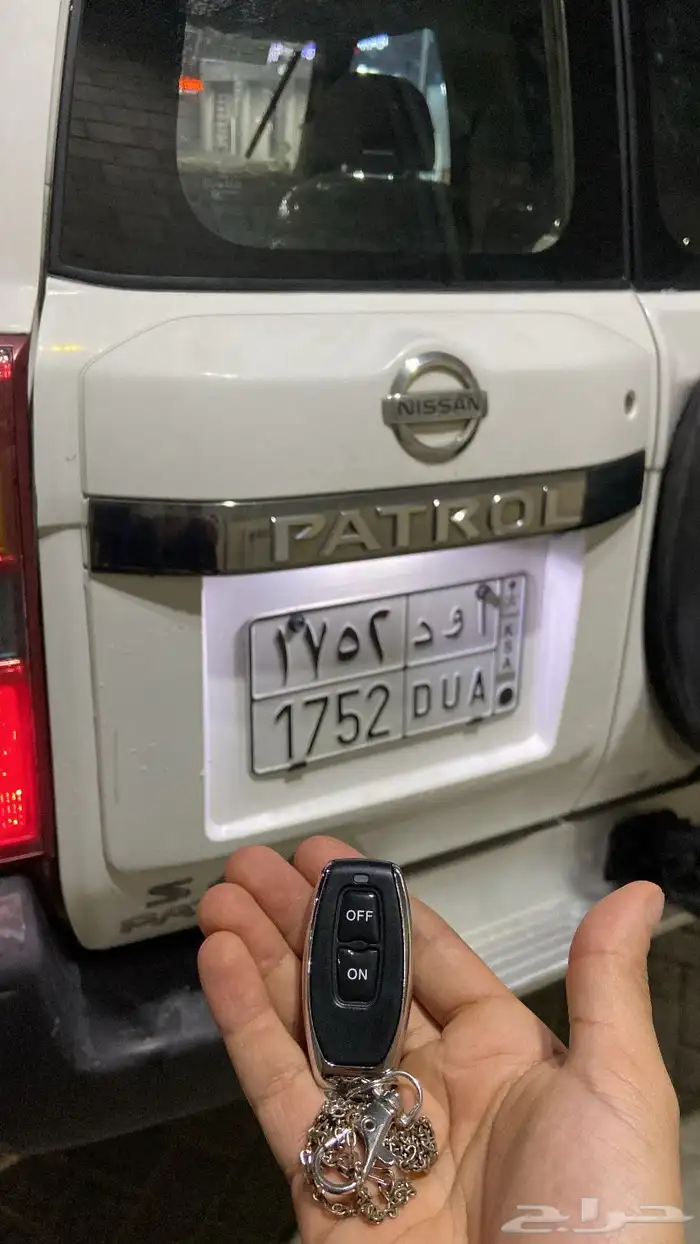 NISSAN
PATROL
١٧٥٢ أ و د
1752 DUA
KSA
OFF
ON
حراج